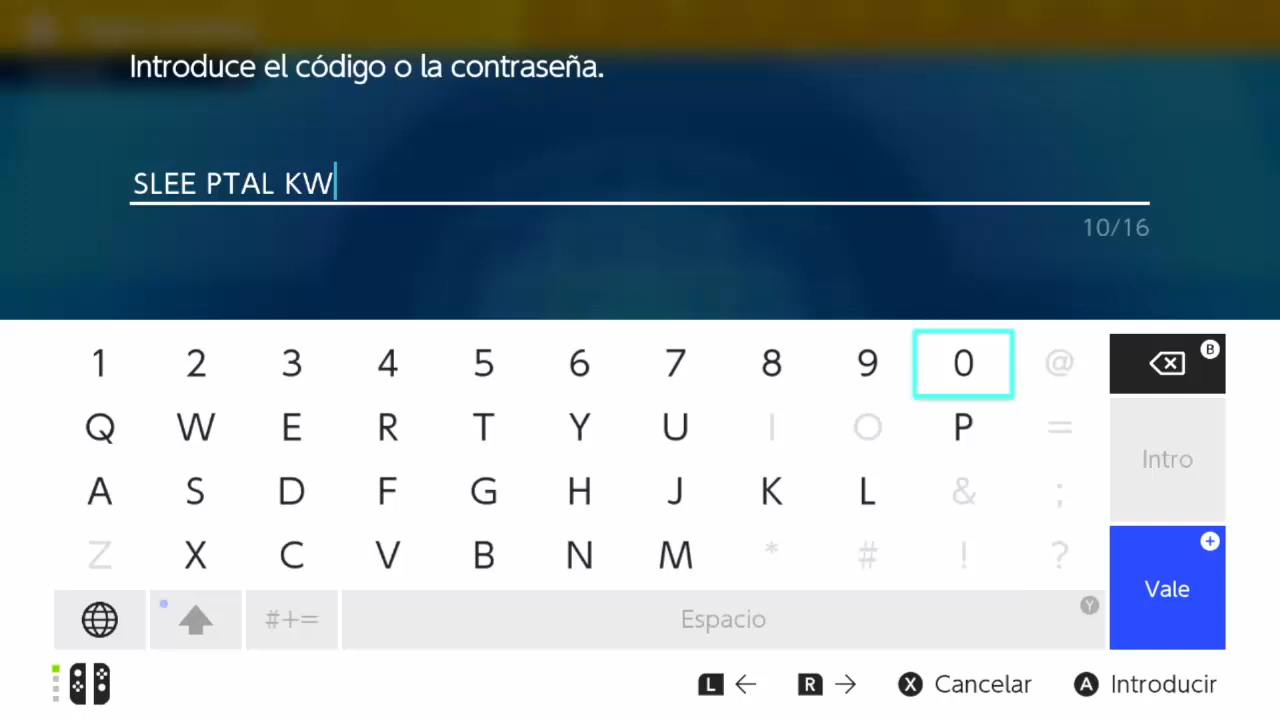 Introduce el código o la contraseña.
SLEE PTAL KW
10/16
1 2 3 4 5 6 7 8 9 0 @ B
Q W E R T Y U I O P =
Intro
A S D F G H J K L & ;
Z X C V B N M * # ! ?
+
Vale
#+= Espacio Y
L ← R → X Cancelar A Introducir